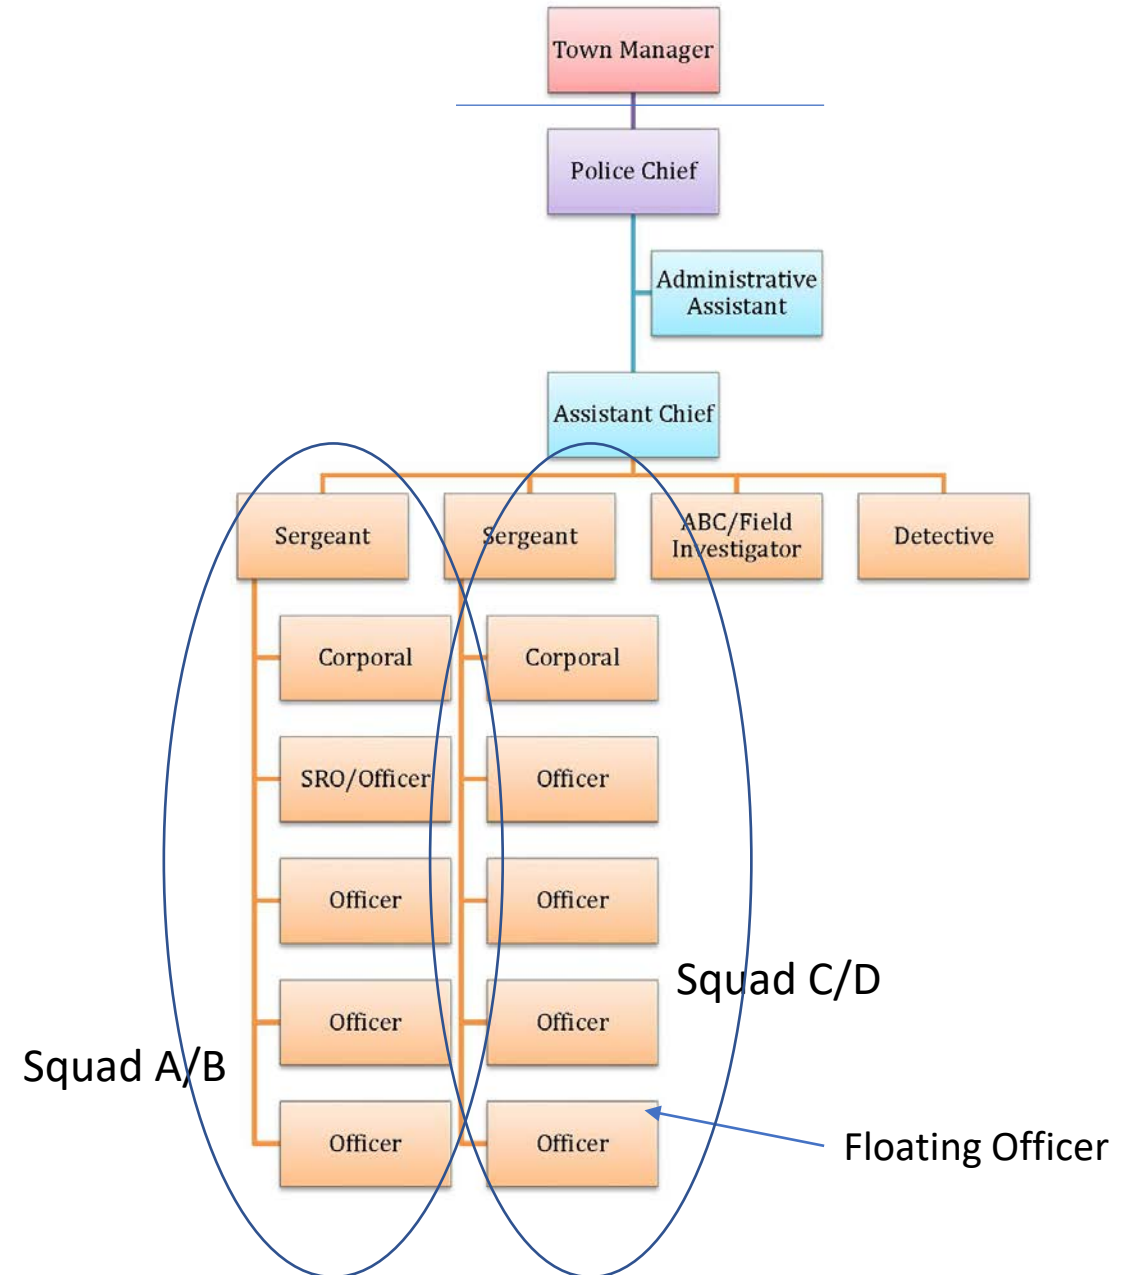 Town Manager
Police Chief
Administrative
Assistant
Assistant Chief
Sergeant
Sergeant
ABC/Field
Investigator
Detective
Corporal
Corporal
SRO/Officer
Officer
Officer
Officer
Squad C/D
Officer
Officer
Squad A/B
Officer
Officer
Floating Officer